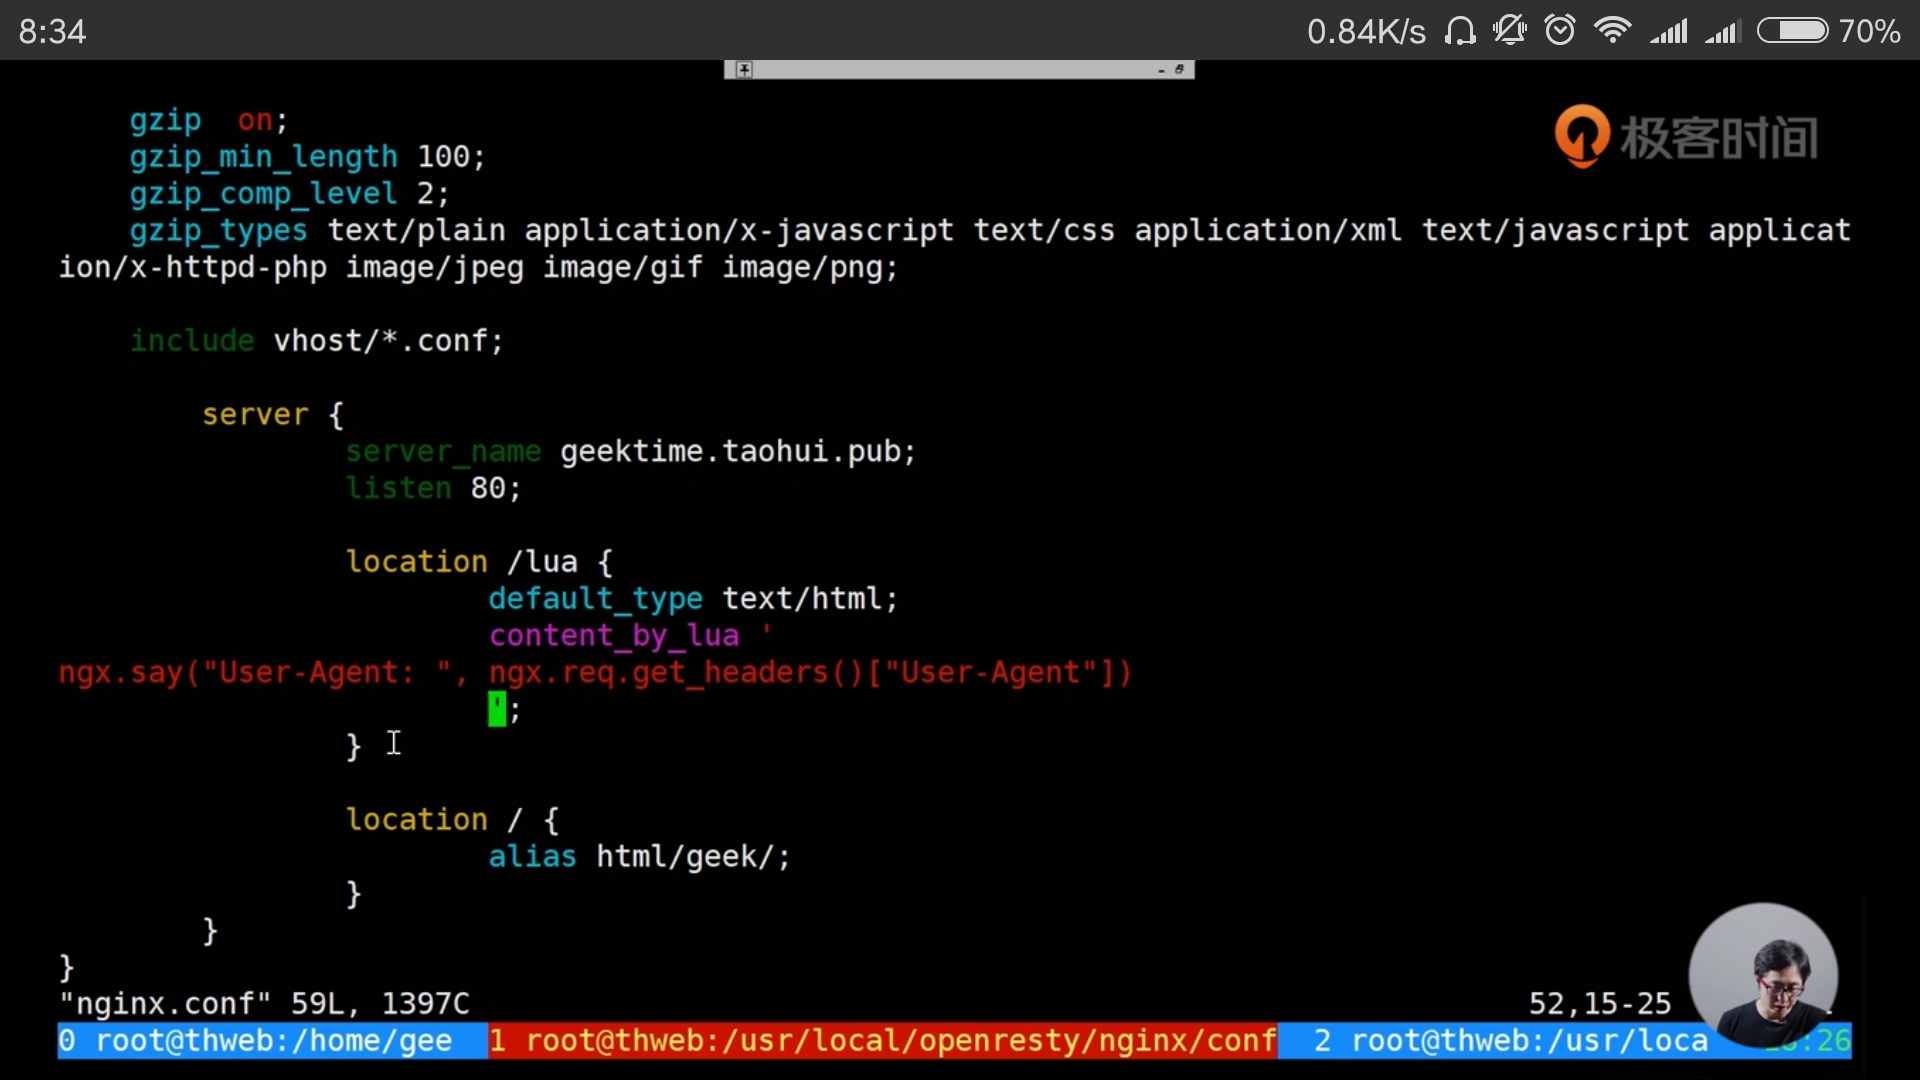 8:34
0.84K/s 70%
极客时间
gzip  on;
gzip_min_length 100;
gzip_comp_level 2;
gzip_types text/plain application/x-javascript text/css application/xml text/javascript applicat
ion/x-httpd-php image/jpeg image/gif image/png;
include vhost/*.conf;
server {
server_name geektime.taohui.pub;
listen 80;
location /lua {
default_type text/html;
content_by_lua '
ngx.say("User-Agent: ", ngx.req.get_headers()["User-Agent"])
';
}
location / {
alias html/geek/;
}
}
}
"nginx.conf" 59L, 1397C 52,15-25
0 root@thweb:/home/gee 1 root@thweb:/usr/local/openresty/nginx/conf 2 root@thweb:/usr/loca :26